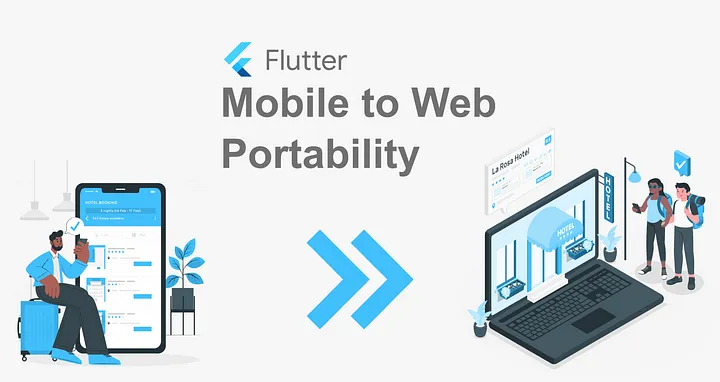 Flutter
Mobile to Web
Portability
La Rosa Hotel
HOTEL BOOKING
HOTEL
HOTEL